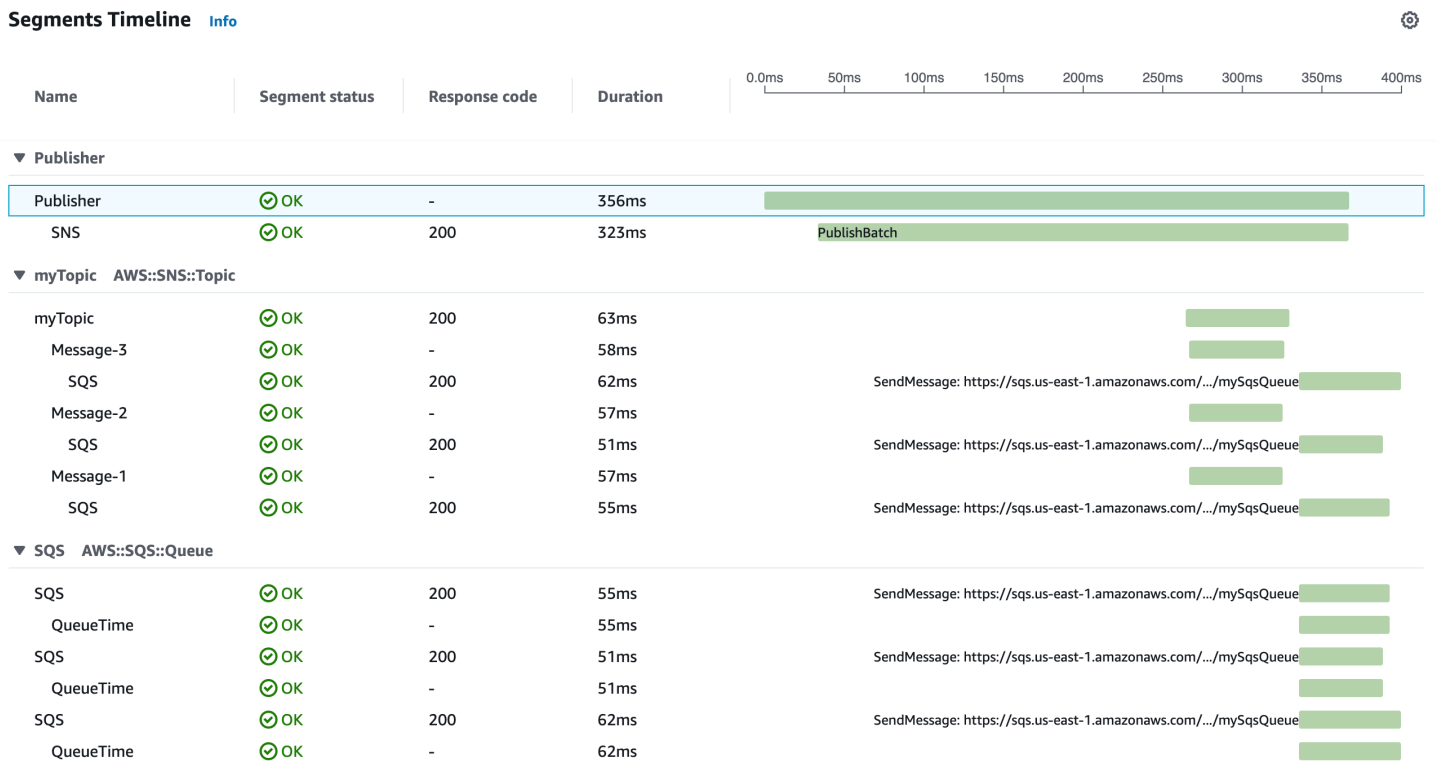 Segments Timeline Info
0.0ms 50ms 100ms 150ms 200ms 250ms 300ms 350ms 400ms
Name Segment status Response code Duration
Publisher
Publisher OK - 356ms
SNS OK 200 323ms PublishBatch
myTopic AWS::SNS::Topic
myTopic OK 200 63ms
Message-3 OK - 58ms
SQS OK 200 62ms SendMessage: https://sqs.us-east-1.amazonaws.com/.../mySqsQueue
Message-2 OK - 57ms
SQS OK 200 51ms SendMessage: https://sqs.us-east-1.amazonaws.com/.../mySqsQueue
Message-1 OK - 57ms
SQS OK 200 55ms SendMessage: https://sqs.us-east-1.amazonaws.com/.../mySqsQueue
SQS AWS::SQS::Queue
SQS OK 200 55ms SendMessage: https://sqs.us-east-1.amazonaws.com/.../mySqsQueue
QueueTime OK - 55ms
SQS OK 200 51ms SendMessage: https://sqs.us-east-1.amazonaws.com/.../mySqsQueue
QueueTime OK - 51ms
SQS OK 200 62ms SendMessage: https://sqs.us-east-1.amazonaws.com/.../mySqsQueue
QueueTime OK - 62ms